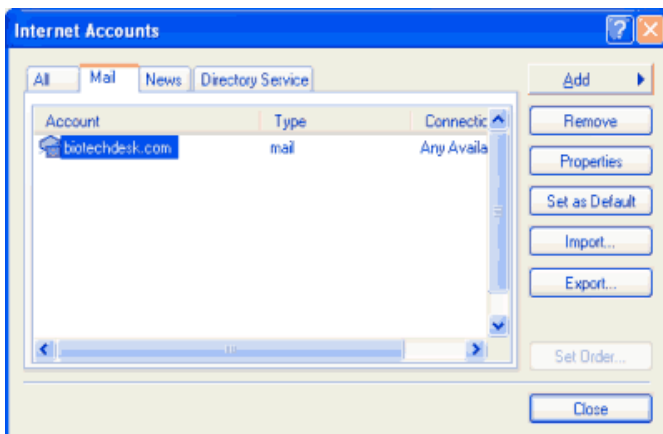 Internet Accounts
All Mail News Directory Service
Add
Account Type Connectic
biotechdesk.com mail Any Availa
Remove
Properties
Set as Default
Import...
Export...
Set Order...
Close